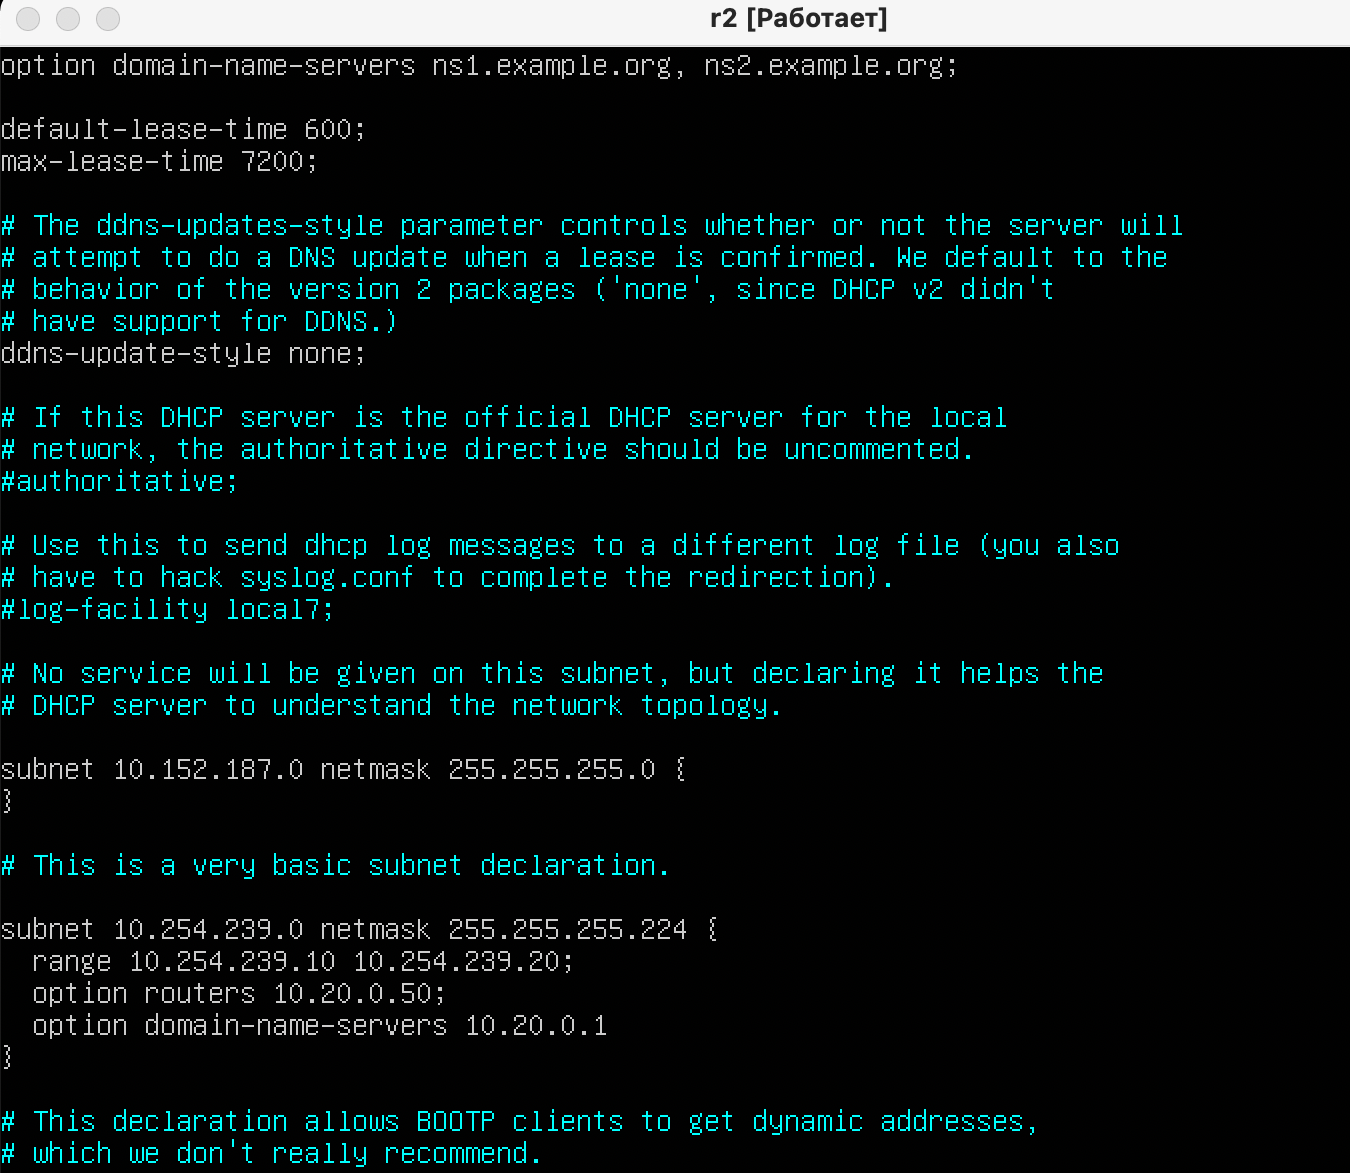 r2 [Работает]
option domain-name-servers ns1.example.org, ns2.example.org;
default-lease-time 600;
max-lease-time 7200;
# The ddns-updates-style parameter controls whether or not the server will
# attempt to do a DNS update when a lease is confirmed. We default to the
# behavior of the version 2 packages ('none', since DHCP v2 didn't
# have support for DDNS.)
ddns-update-style none;
# If this DHCP server is the official DHCP server for the local
# network, the authoritative directive should be uncommented.
#authoritative;
# Use this to send dhcp log messages to a different log file (you also
# have to hack syslog.conf to complete the redirection).
#log-facility local7;
# No service will be given on this subnet, but declaring it helps the
# DHCP server to understand the network topology.
subnet 10.152.187.0 netmask 255.255.255.0 {
}
# This is a very basic subnet declaration.
subnet 10.254.239.0 netmask 255.255.255.224 {
  range 10.254.239.10 10.254.239.20;
  option routers 10.20.0.50;
  option domain-name-servers 10.20.0.1
}
# This declaration allows BOOTP clients to get dynamic addresses,
# which we don't really recommend.